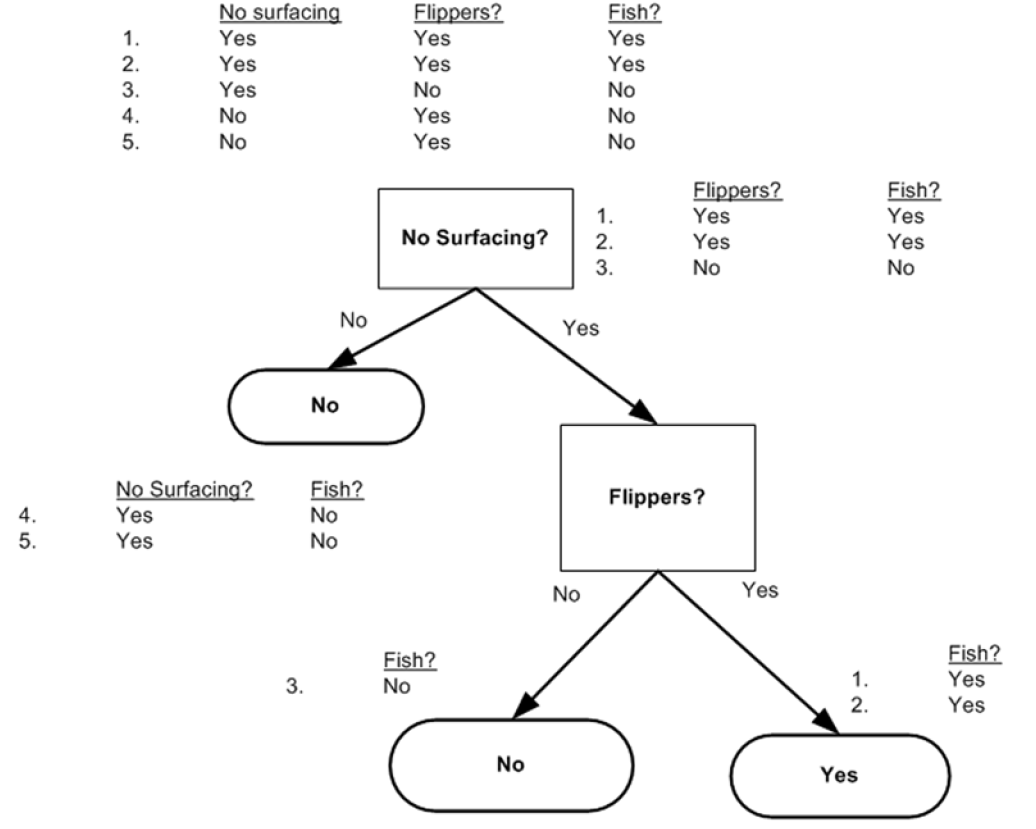 No surfacing Flippers? Fish?
1. Yes Yes Yes
2. Yes Yes Yes
3. Yes No No
4. No Yes No
5. No Yes No
Flippers? Fish?
1. Yes Yes
2. Yes Yes
3. No No
No Surfacing?
No
Yes
No
Flippers?
No Surfacing? Fish?
4. Yes No
5. Yes No
No
Yes
Fish?
3. No
Fish?
1. Yes
2. Yes
No
Yes